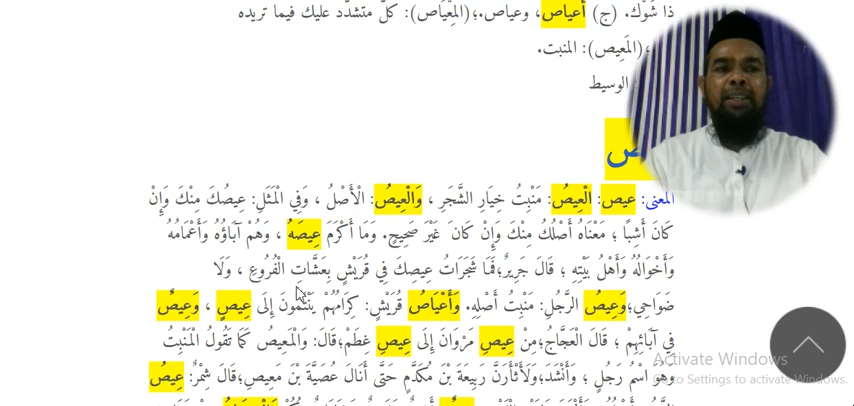 ذا شَوْك. (ج) أعياص، وعياص.؛(المِعْيَاص): كلّ متشدّد عليك فيما تريده
؛(المَعِيص): المنبت.
الوسيط
المعنى: عيص: الْعِيصُ: مَنْبِتُ خِيَارِ الشَّجَرِ ، وَالْعِيصُ: الْأَصْلُ ، وَفِي الْمَثَلِ: عِيصُكَ مِنْكَ وَإِنْ
كَانَ أَشِبًا ؛ مَعْنَاهُ أَصْلُكَ مِنْكَ وَإِنْ كَانَ غَيْرَ صَحِيحٍ. وَمَا أَكْرَمَ عِيصَهُ ، وَهُمْ آبَاؤُهُ وَأَعْمَامُهُ
وَأَخْوَالُهُ وَأَهْلُ بَيْتِهِ ؛ قَالَ جَرِيرٌ؛فَمَا شَجَرَاتُ عِيصِكَ فِي قُرَيْشٍ بِعَشَّاتِ الْفُرُوعِ ، وَلَا
ضَوَاحِي؛وَعِيصُ الرَّجُلِ: مَنْبِتُ أَصْلِهِ. وَأَعْيَاصُ قُرَيْشٍ: كِرَامُهُمْ يَنْتَمُونَ إِلَى عِيصٍ ، وَعِيصٌ
فِي آبَائِهِمْ ؛ قَالَ الْعَجَّاجُ؛مِنْ عِيصِ مَرْوَانَ إِلَى عِيصِ غِطَمْ؛قَالَ: وَالْمَعِيصُ كَمَا تَقُولُ الْمَنْبِتُ
وَهُوَ اسْمُ رَجُلٍ ؛ وَأَنْشَدَ؛وَلَأَثْأَرَنَّ رَبِيعَةَ بْنَ مُكَدَّمٍ حَتَّى أَنَالَ عُصَيَّةَ بْنَ مَعِيصِ؛قَالَ شِمْرٌ: عِيصُ
Activate Windows
Go to Settings to activate Windows.